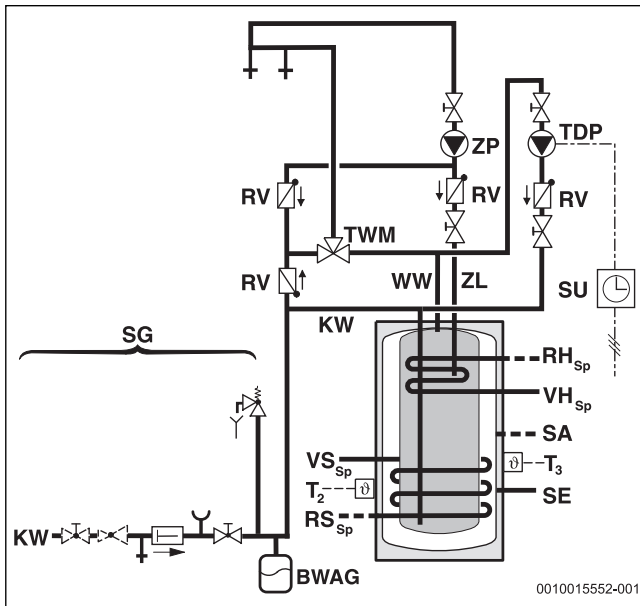 ZP
TDP
RV
RV
RV
TWM
RV
WW
ZL
SU
KW
SG
RHSp
VHSp
SA
VSSp
T3
ϑ
ϑ
T2
SE
RSSp
KW
BWAG
0010015552-001